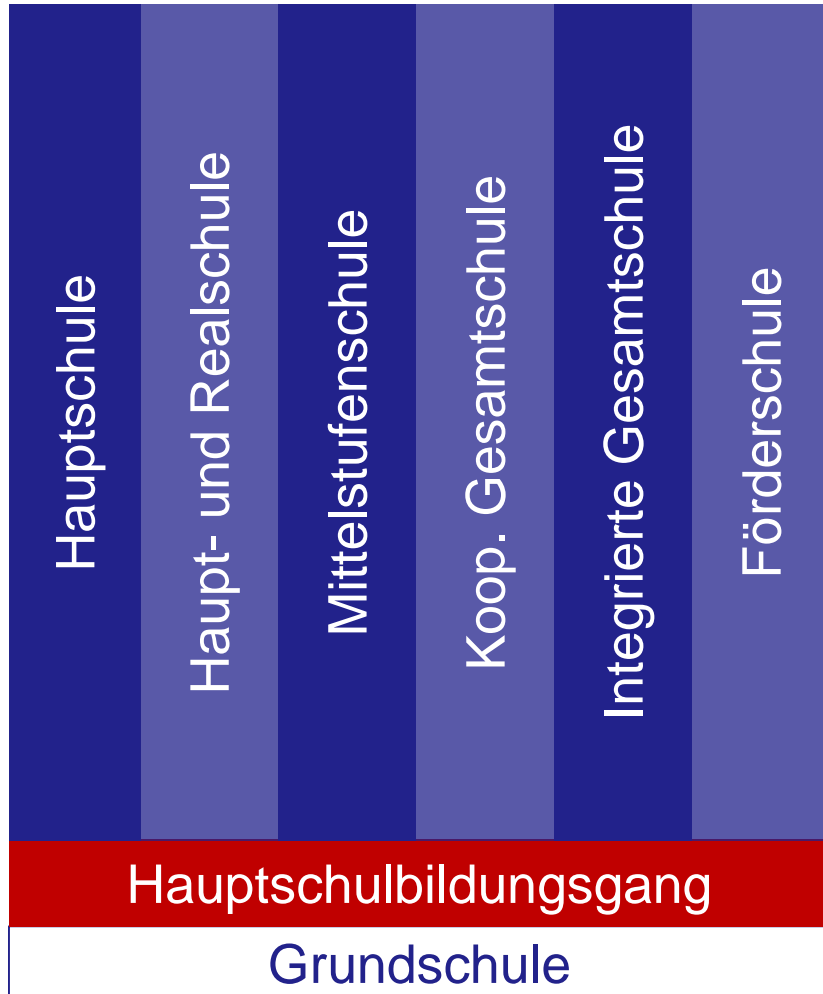 Hauptschule
Haupt- und Realschule
Mittelstufenschule
Koop. Gesamtschule
Integrierte Gesamtschule
Förderschule
Hauptschulbildungsgang
Grundschule